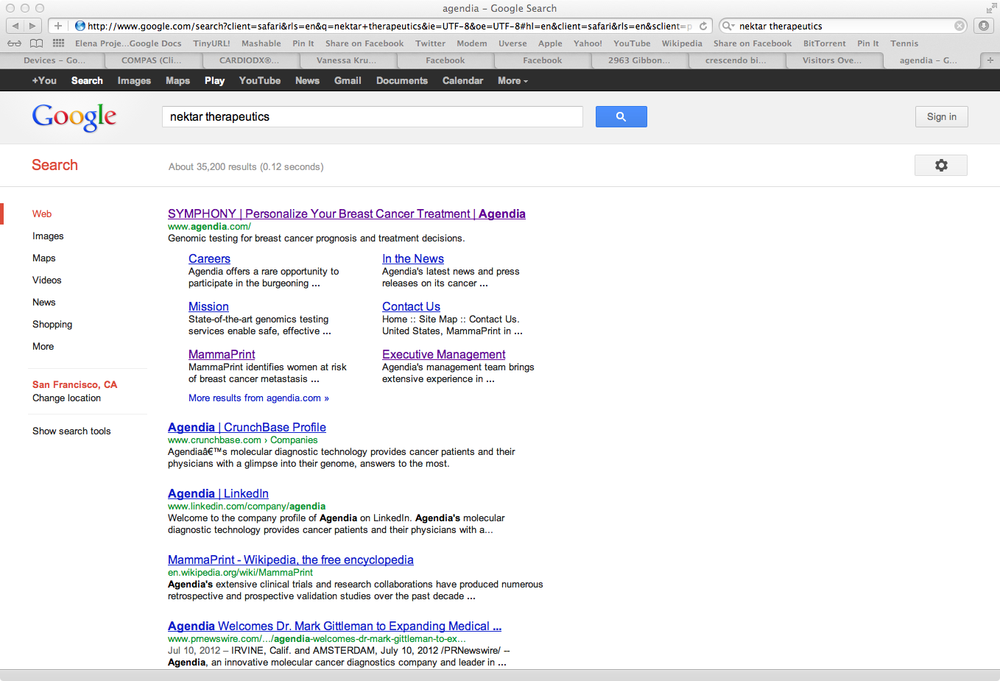 agendia – Google Search
http://www.google.com/search?client=safari&rls=en&q=nektar+therapeutics&ie=UTF-8&oe=UTF-8#hl=en&client=safari&rls=en&sclient=p
nektar therapeutics
Elena Proje...Google Docs TinyURL! Mashable Pin It Share on Facebook Twitter Modem Uverse Apple Yahoo! YouTube Wikipedia Share on Facebook BitTorrent Pin It Tennis
Devices – Go... COMPAS (Cli... CARDIODX®... Vanessa Kru... Facebook Facebook 2963 Gibbon... crescendo bi... Visitors Ove... agendia – G...
+You Search Images Maps Play YouTube News Gmail Documents Calendar More
Google
nektar therapeutics
Sign in
Search
About 35,200 results (0.12 seconds)
Web
Images
Maps
Videos
News
Shopping
More
San Francisco, CA
Change location
Show search tools
SYMPHONY | Personalize Your Breast Cancer Treatment | Agendia
www.agendia.com/
Genomic testing for breast cancer prognosis and treatment decisions.
Careers
Agendia offers a rare opportunity to
participate in the burgeoning ...
In the News
Agendia's latest news and press
releases on its cancer ...
Mission
State-of-the-art genomics testing
services enable safe, effective ...
Contact Us
Home :: Site Map :: Contact Us.
United States, MammaPrint in ...
MammaPrint
MammaPrint identifies women at risk
of breast cancer metastasis ...
Executive Management
Agendia's management team brings
extensive experience in ...
More results from agendia.com »
Agendia | CrunchBase Profile
www.crunchbase.com › Companies
Agendiaâ€™s molecular diagnostic technology provides cancer patients and their
physicians with a glimpse into their genome, answers to the most.
Agendia | LinkedIn
www.linkedin.com/company/agendia
Welcome to the company profile of Agendia on LinkedIn. Agendia's molecular
diagnostic technology provides cancer patients and their physicians with a...
MammaPrint - Wikipedia, the free encyclopedia
en.wikipedia.org/wiki/MammaPrint
Agendia's extensive clinical trials and research collaborations have produced numerous
retrospective and prospective validation studies over the past decade ...
Agendia Welcomes Dr. Mark Gittleman to Expanding Medical ...
www.prnewswire.com/.../agendia-welcomes-dr-mark-gittleman-to-ex...
Jul 10, 2012 – IRVINE, Calif. and AMSTERDAM, July 10, 2012 /PRNewswire/ --
Agendia, an innovative molecular cancer diagnostics company and leader in ...